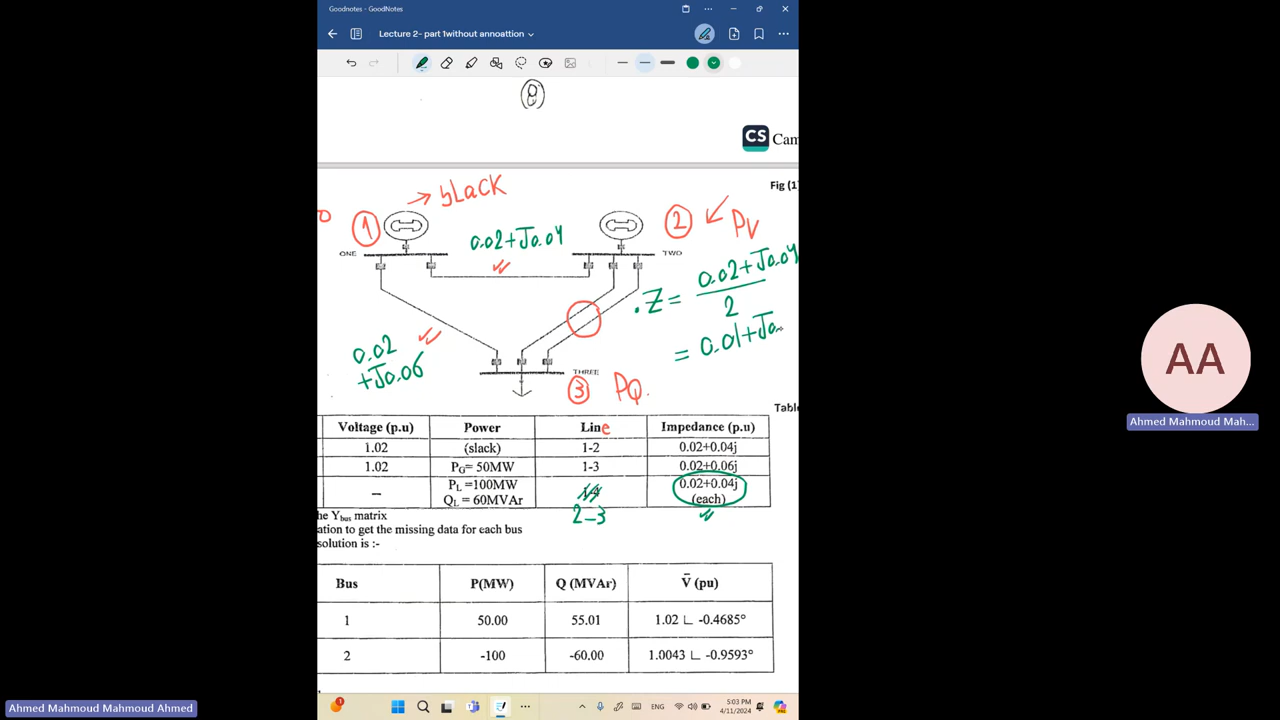 Goodnotes - GoodNotes
Lecture 2- part 1without annoattion
8
CS Cam
Fig (1)
→ bLacK
1
2
PV
0.02+J0.04
ONE
TWO
0.02+J0.04
Z =
2
= 0.01+J0.
0.02
+J0.06
THREE
3 PQ
Table
Voltage (p.u) Power Line Impedance (p.u)
1.02 (slack) 1-2 0.02+0.04j
1.02 PG= 50MW 1-3 0.02+0.06j
– PL =100MW 0.02+0.04j
QL = 60MVAr (each)
2-3
he Ybus matrix
ation to get the missing data for each bus
solution is :-
Bus P(MW) Q (MVAr) V̄ (pu)
1 50.00 55.01 1.02 ∟ -0.4685°
2 -100 -60.00 1.0043 ∟ -0.9593°
AA
Ahmed Mahmoud Mah...
Ahmed Mahmoud Mahmoud Ahmed
1
ENG
5:03 PM
4/11/2024